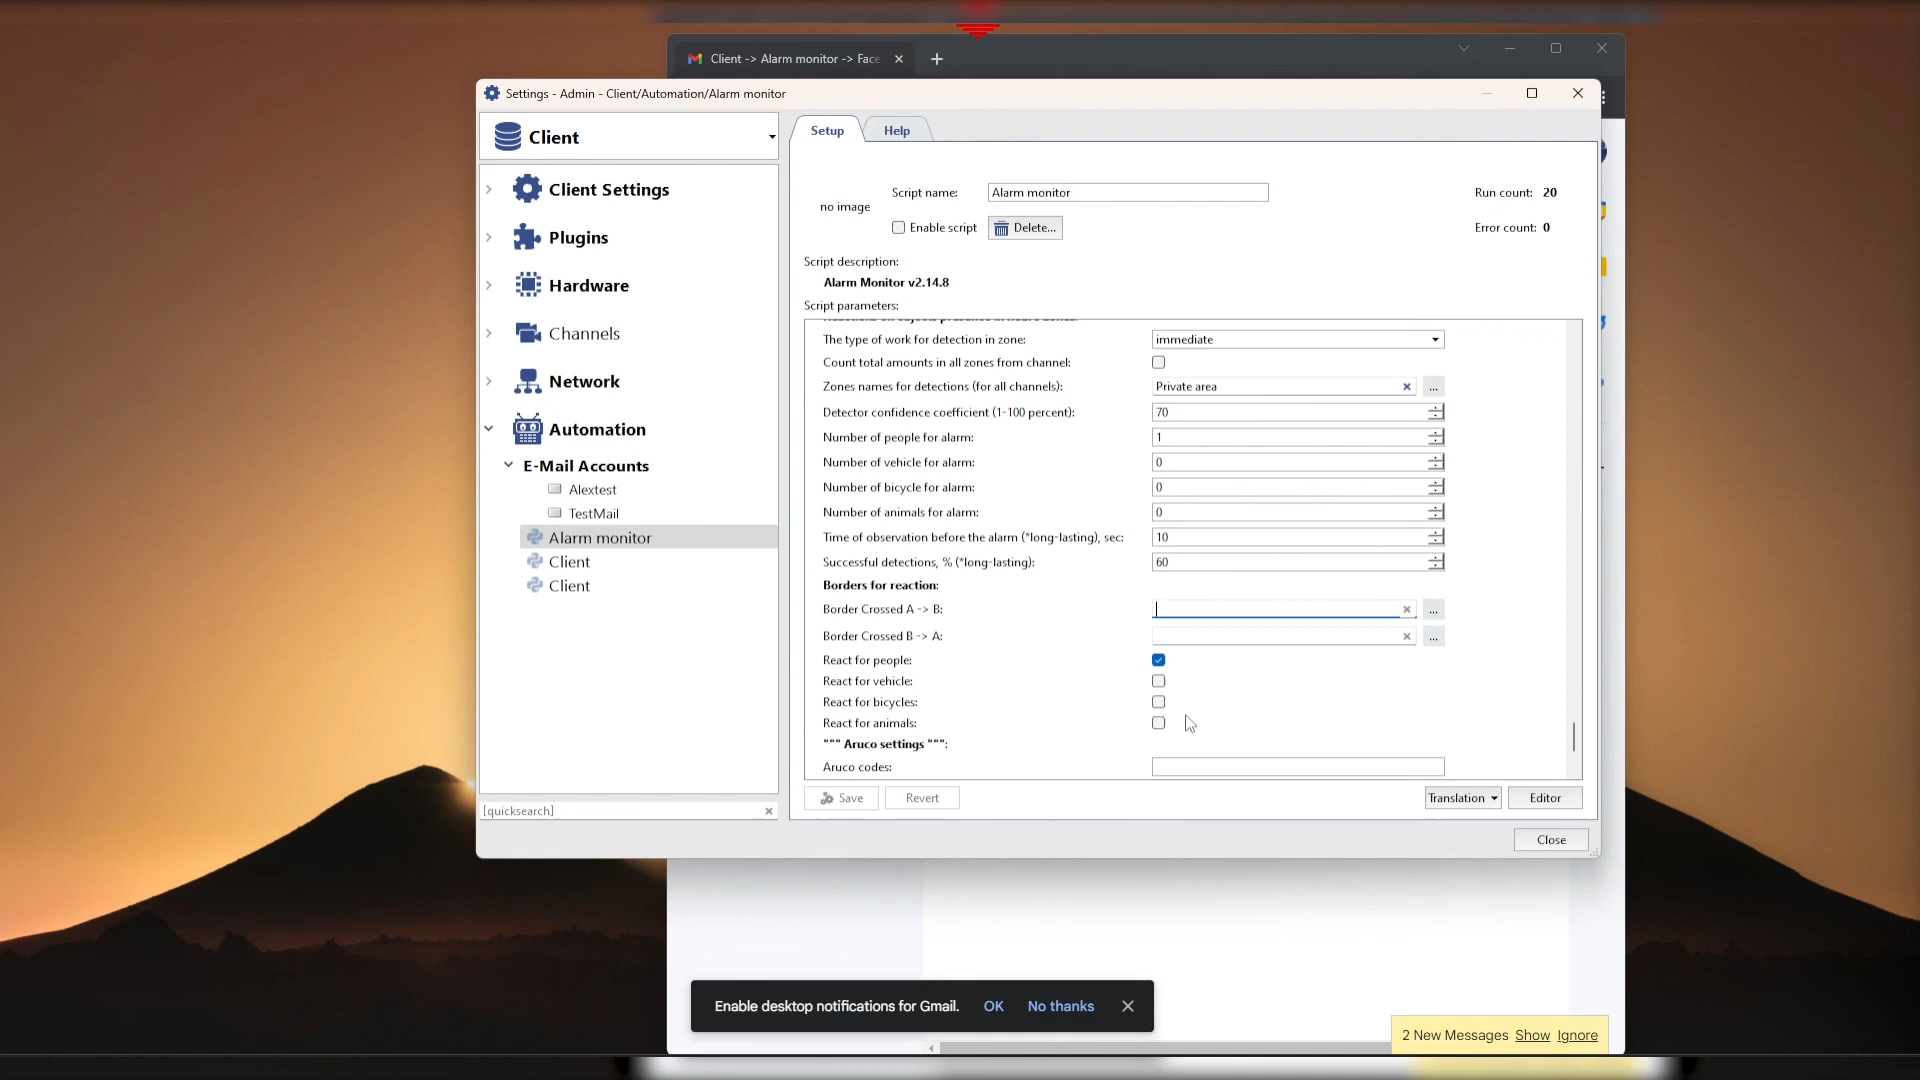 Client -> Alarm monitor -> Face
Settings - Admin - Client/Automation/Alarm monitor
Client
Client Settings
Plugins
Hardware
Channels
Network
Automation
E-Mail Accounts
Alextest
TestMail
Alarm monitor
Client
Client
[quicksearch]
Setup
Help
no image
Script name:
Alarm monitor
Run count: 20
Enable script
Delete...
Error count: 0
Script description:
Alarm Monitor v2.14.8
Script parameters:
The type of work for detection in zone:
immediate
Count total amounts in all zones from channel:
Zones names for detections (for all channels):
Private area
...
Detector confidence coefficient (1-100 percent):
70
Number of people for alarm:
1
Number of vehicle for alarm:
0
Number of bicycle for alarm:
0
Number of animals for alarm:
0
Time of observation before the alarm (*long-lasting), sec:
10
Successful detections, % (*long-lasting):
60
Borders for reaction:
Border Crossed A -> B:
...
Border Crossed B -> A:
...
React for people:
React for vehicle:
React for bicycles:
React for animals:
""" Aruco settings """:
Aruco codes:
Save
Revert
Translation
Editor
Close
Enable desktop notifications for Gmail. OK No thanks
2 New Messages Show Ignore